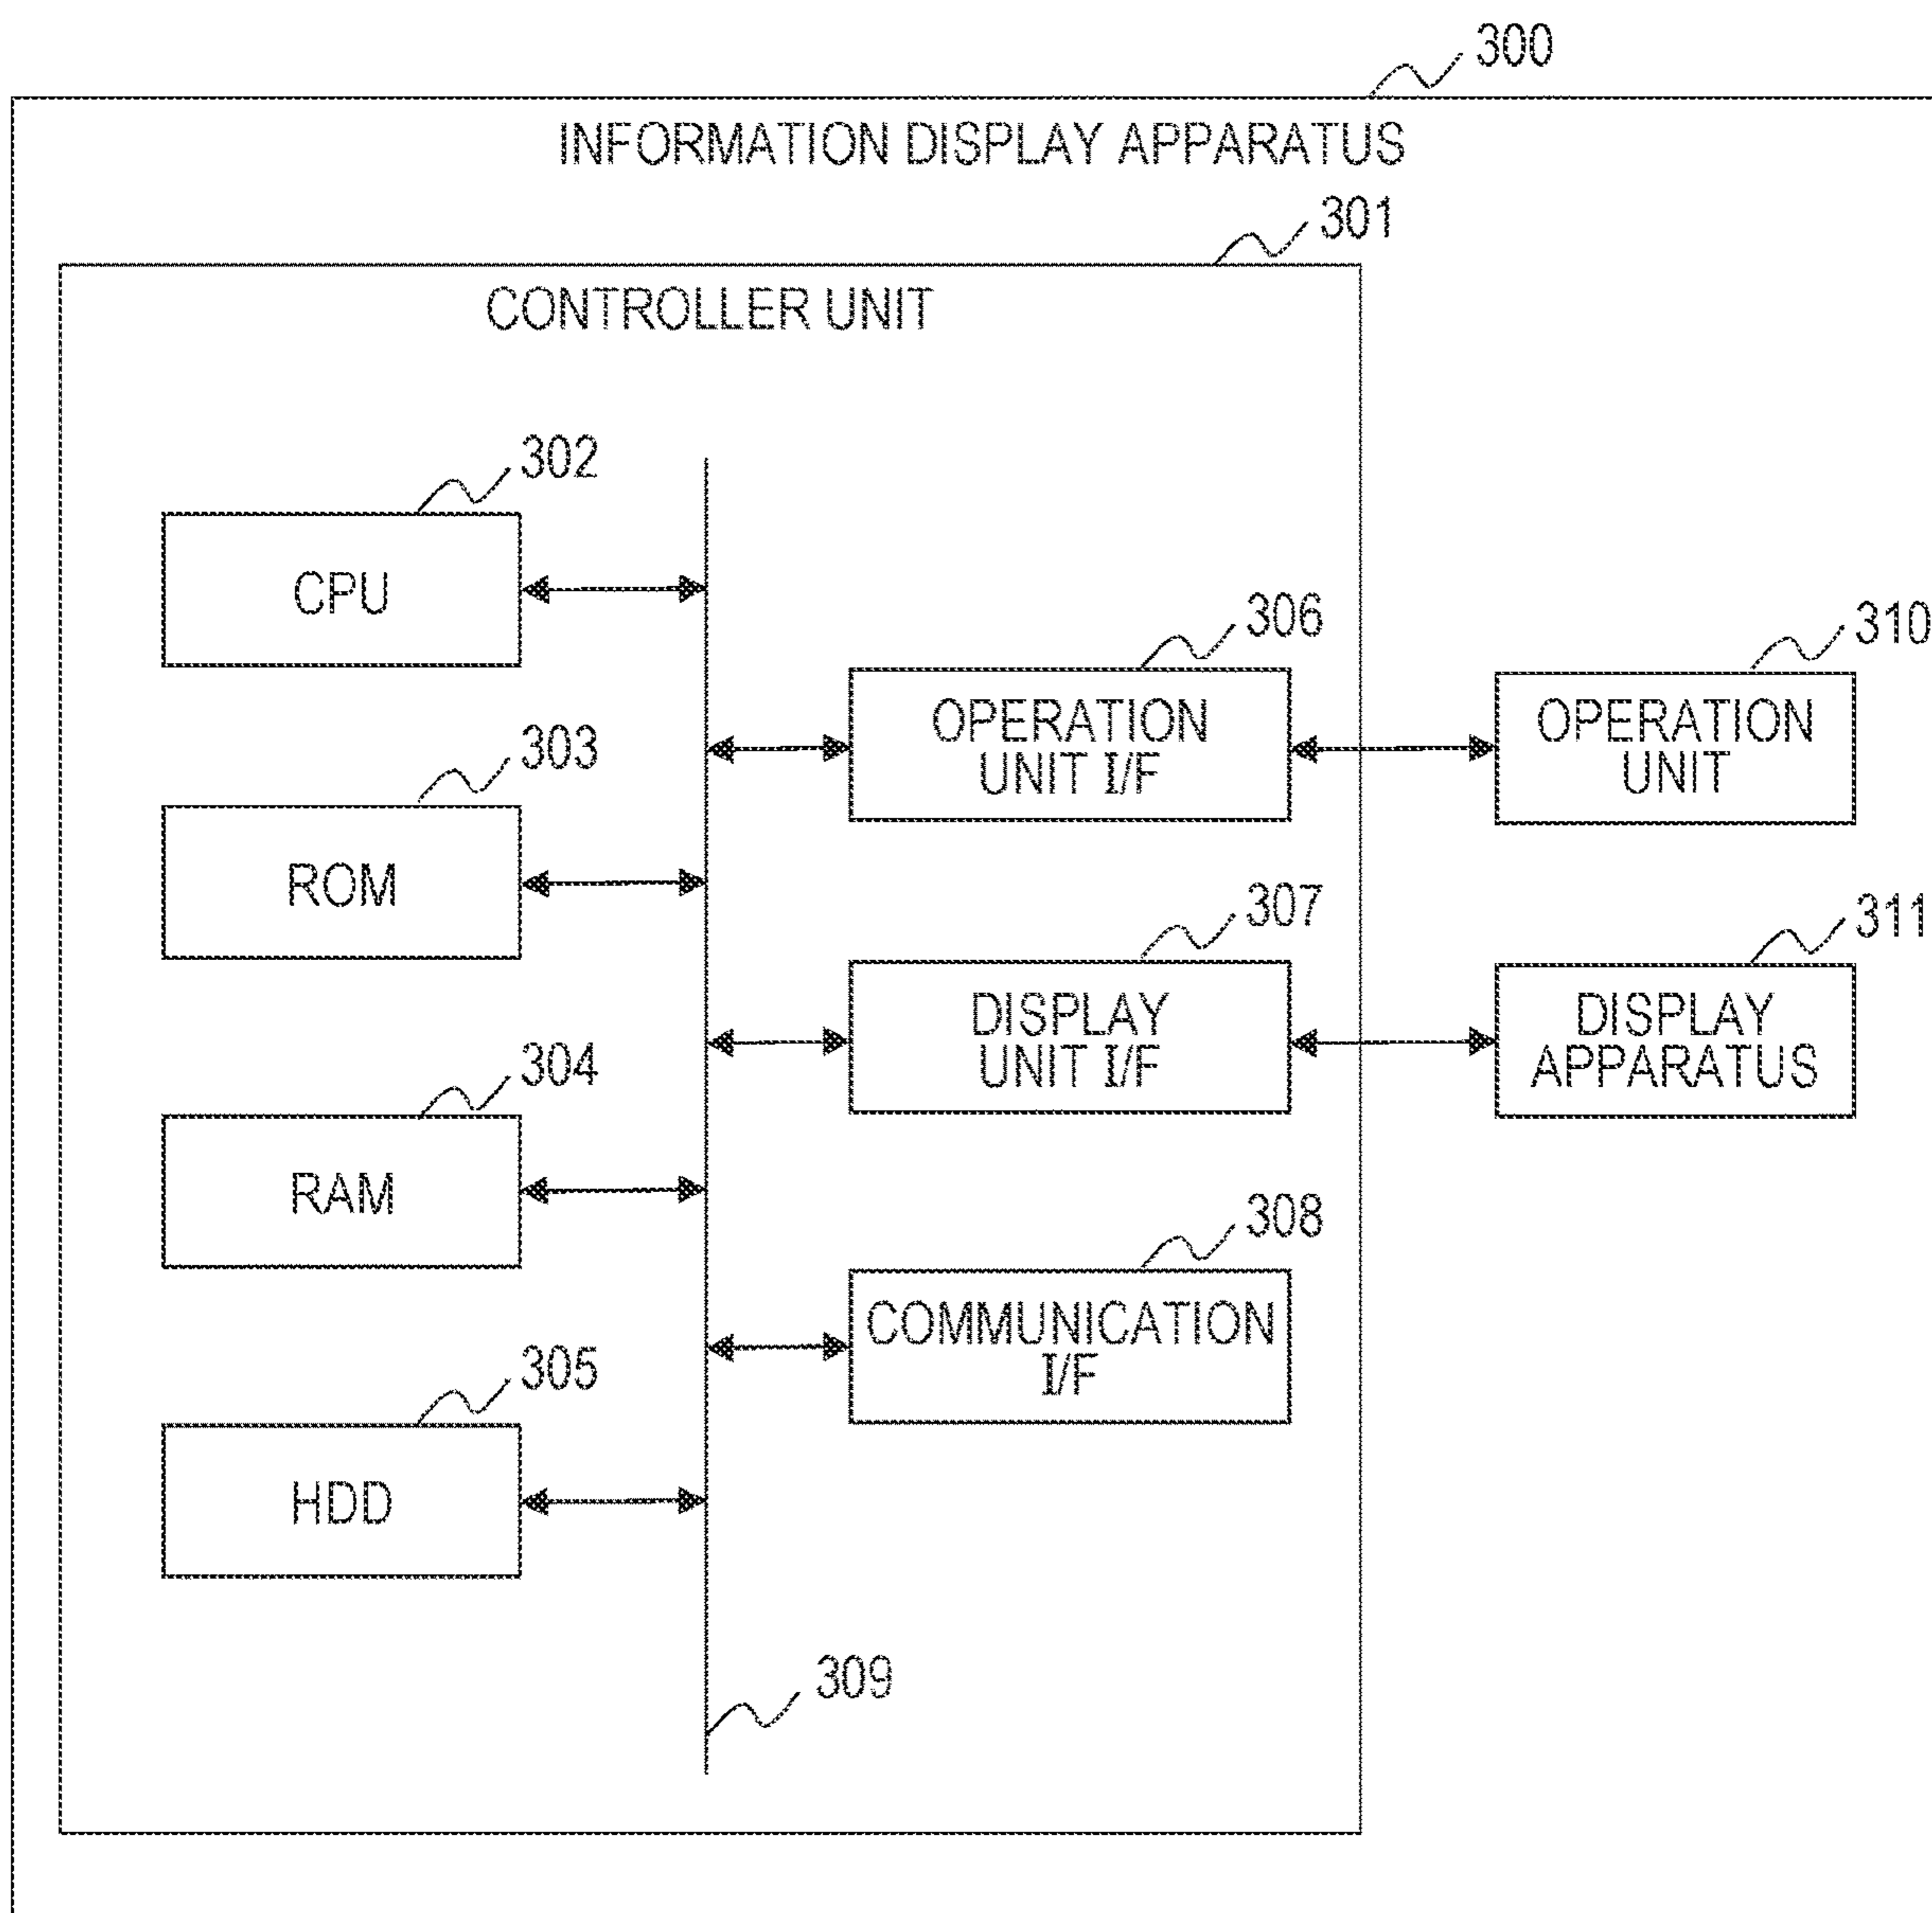 300
INFORMATION DISPLAY APPARATUS
301
CONTROLLER UNIT
302
CPU
306
OPERATION
UNIT I/F
310
OPERATION
UNIT
303
ROM
307
DISPLAY
UNIT I/F
311
DISPLAY
APPARATUS
304
RAM
308
COMMUNICATION
I/F
305
HDD
309